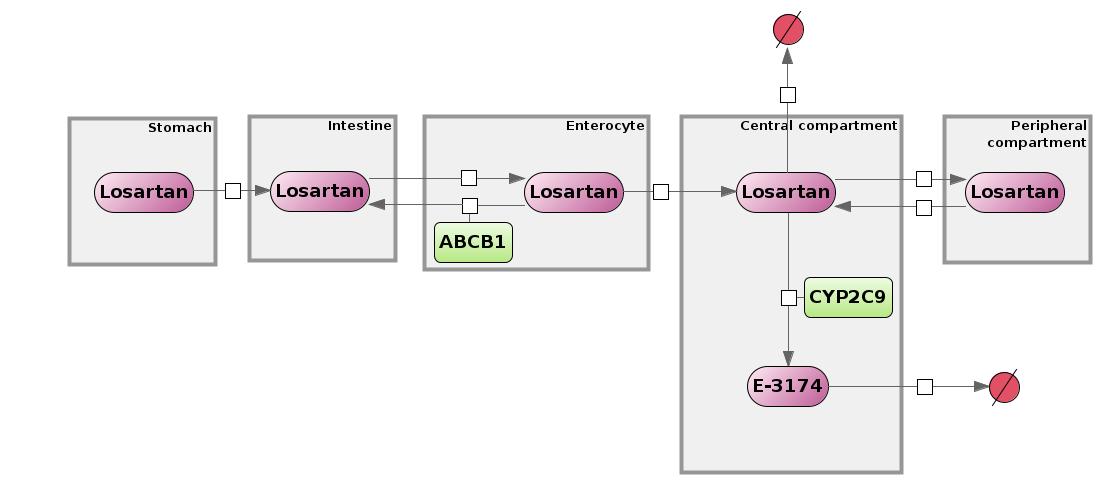 Stomach
Intestine
Enterocyte
Central compartment
Peripheral
compartment
Losartan
Losartan
Losartan
Losartan
Losartan
ABCB1
CYP2C9
E-3174